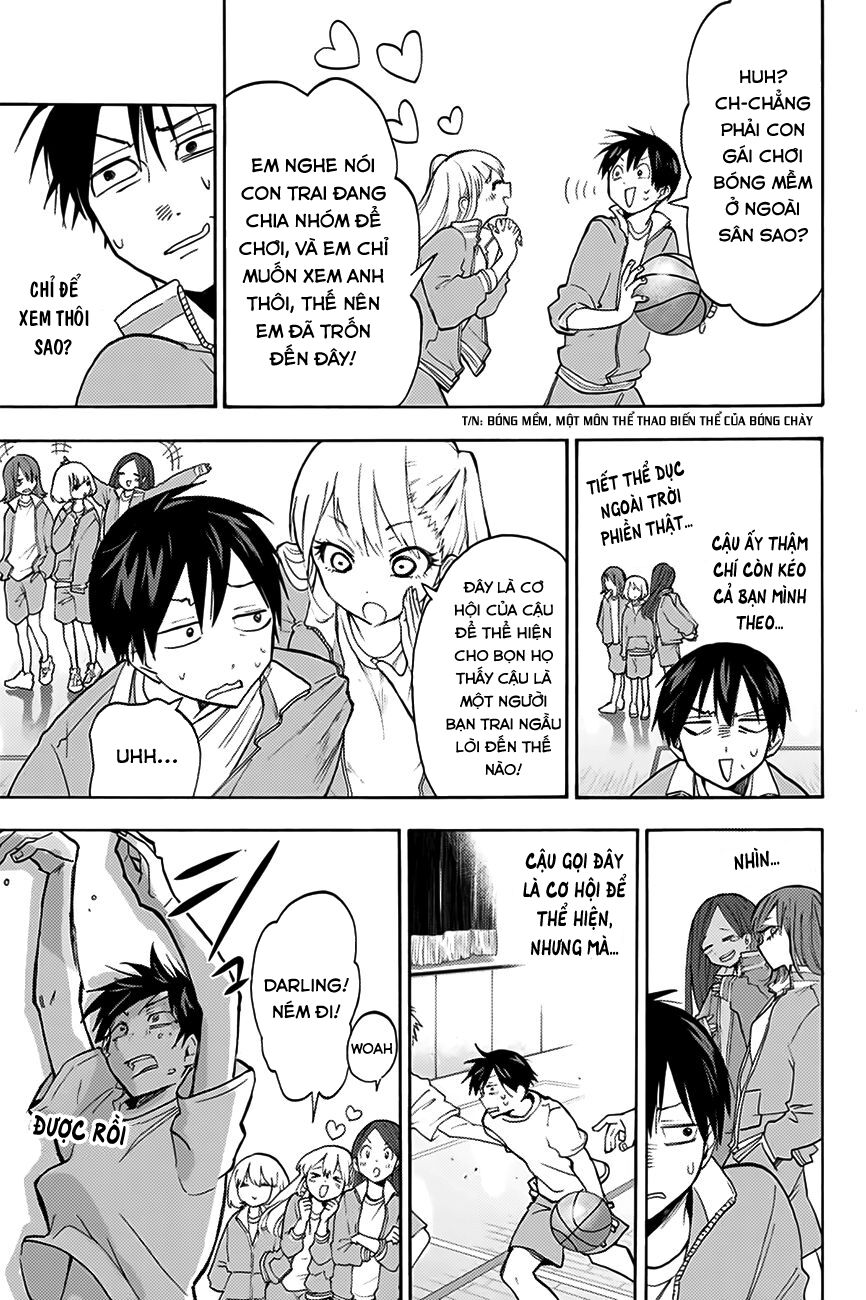 HUH?
CH-CHẲNG
PHẢI CON
GÁI CHƠI
BÓNG MỀM
Ở NGOÀI
SÂN SAO?
EM NGHE NÓI
CON TRAI ĐANG
CHIA NHÓM ĐỂ
CHƠI, VÀ EM CHỈ
MUỐN XEM ANH
THÔI, THẾ NÊN
EM ĐÃ TRỐN
ĐẾN ĐÂY!
CHỈ ĐỂ
XEM THÔI
SAO?
T/N: BÓNG MỀM, MỘT MÔN THỂ THAO BIẾN THỂ CỦA BÓNG CHÀY
TIẾT THỂ DỤC
NGOÀI TRỜI
PHIỀN THẬT...
CẬU ẤY THẬM
CHÍ CÒN KÉO
CẢ BẠN MÌNH
THEO...
ĐÂY LÀ CƠ
HỘI CỦA CẬU
ĐỂ THỂ HIỆN
CHO BỌN HỌ
THẤY CẬU LÀ
MỘT NGƯỜI
BẠN TRAI NGẦU
LÒI ĐẾN THẾ
NÀO!
UHH...
NHÌN...
CẬU GỌI ĐÂY
LÀ CƠ HỘI ĐỂ
THỂ HIỆN,
NHƯNG MÀ...
DARLING!
NÉM ĐI!
WOAH
ĐƯỢC RỒI